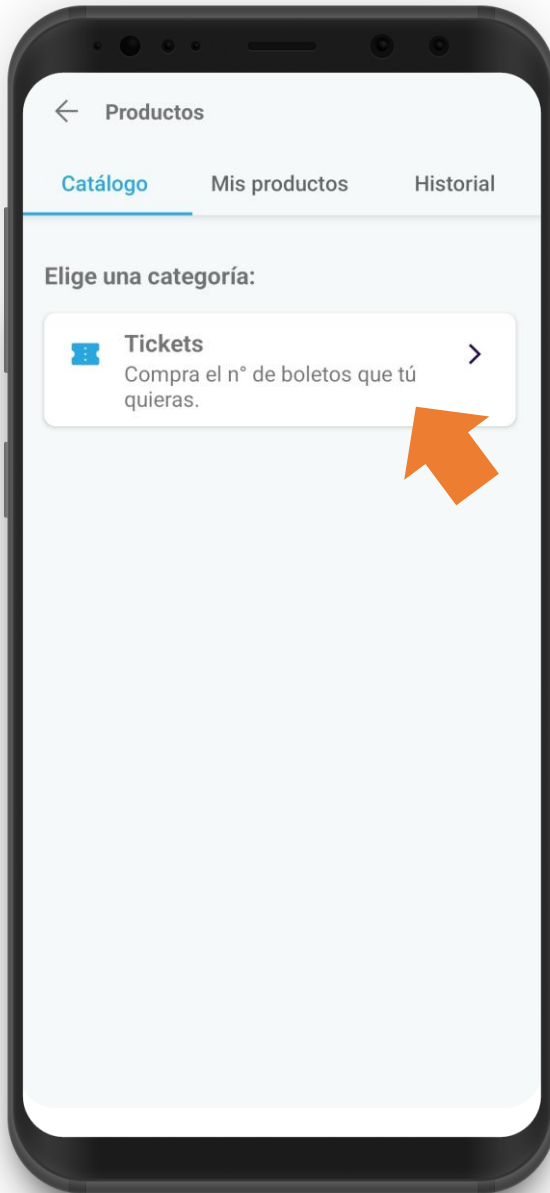 Productos
Catálogo Mis productos Historial
Elige una categoría:
Tickets
Compra el n° de boletos que tú
quieras.